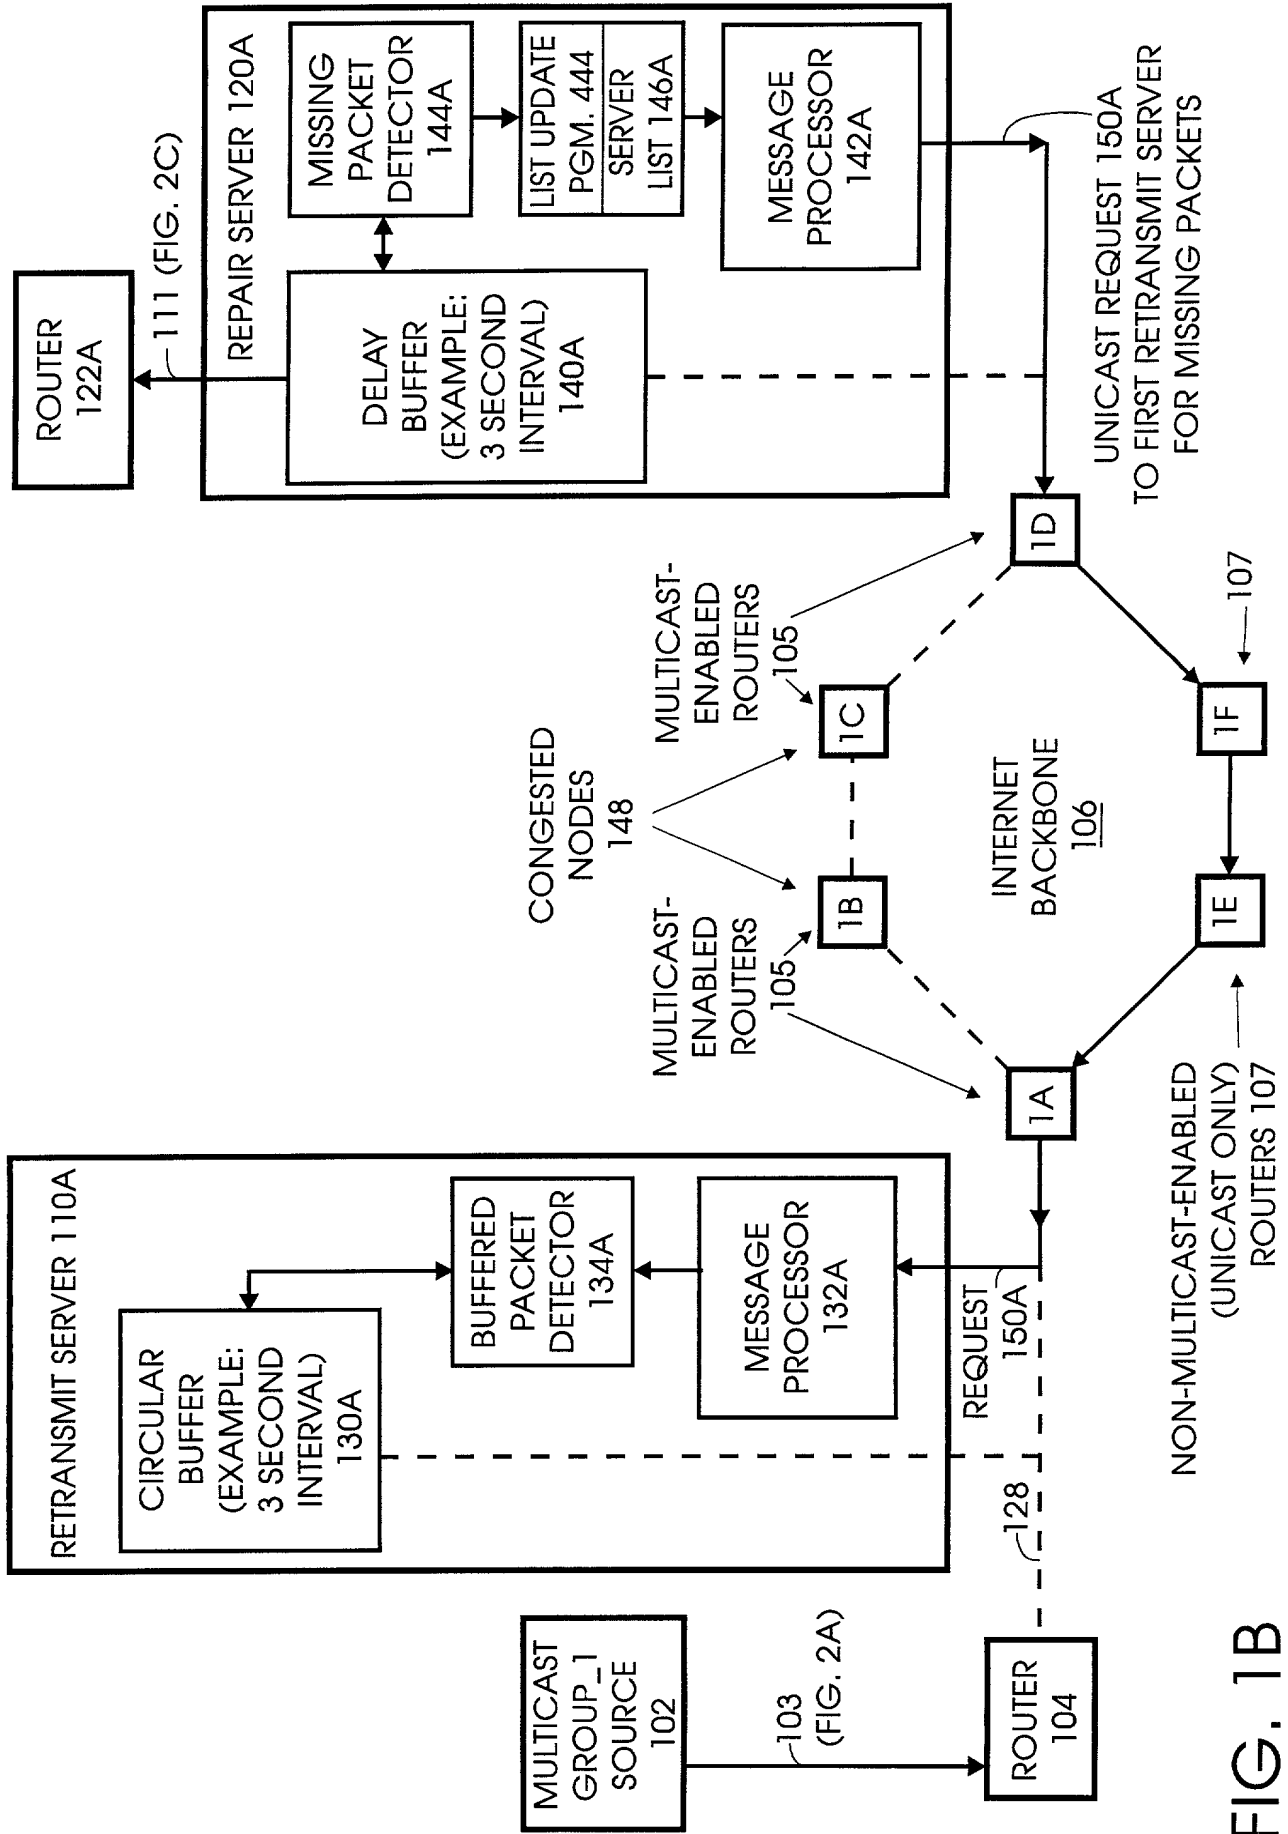 MULTICAST
GROUP_1
SOURCE
102
103
(FIG. 2A)
ROUTER
104
128
RETRANSMIT SERVER 110A
CIRCULAR
BUFFER
(EXAMPLE:
3 SECOND
INTERVAL)
130A
BUFFERED
PACKET
DETECTOR
134A
MESSAGE
PROCESSOR
132A
REQUEST
150A
1A
1B
1C
1D
1E
1F
MULTICAST-
ENABLED
ROUTERS
105
CONGESTED
NODES
148
MULTICAST-
ENABLED
ROUTERS
105
INTERNET
BACKBONE
106
NON-MULTICAST-ENABLED
(UNICAST ONLY)
ROUTERS 107
107
ROUTER
122A
111 (FIG. 2C)
REPAIR SERVER 120A
DELAY
BUFFER
(EXAMPLE:
3 SECOND
INTERVAL)
140A
MISSING
PACKET
DETECTOR
144A
LIST UPDATE
PGM. 444
SERVER
LIST 146A
MESSAGE
PROCESSOR
142A
UNICAST REQUEST 150A
TO FIRST RETRANSMIT SERVER
FOR MISSING PACKETS
FIG. 1B